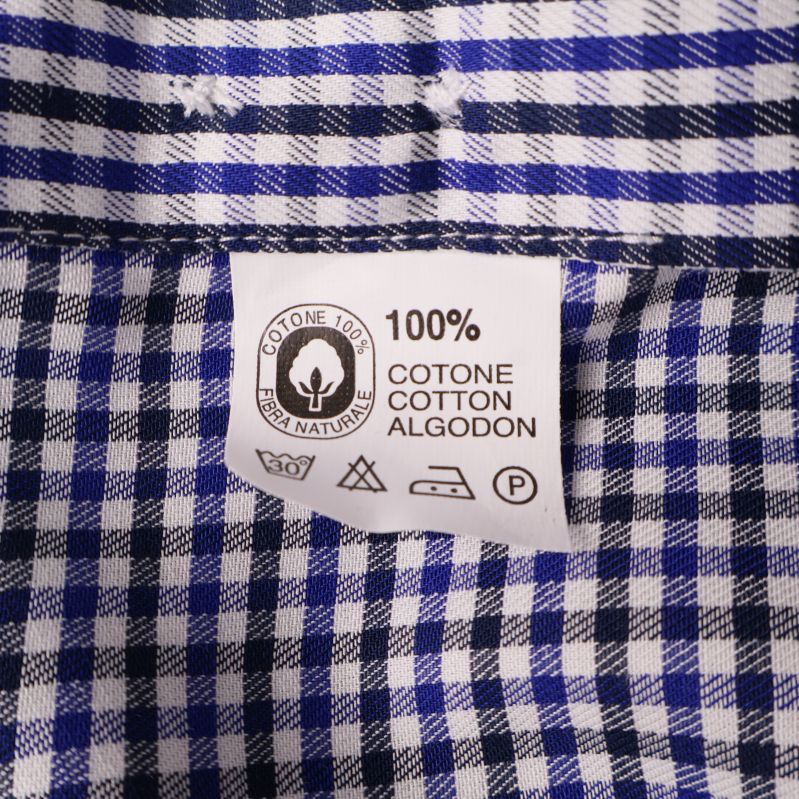 COTONE 100%
FIBRA NATURALE
100%
COTONE
COTTON
ALGODON
30°
P